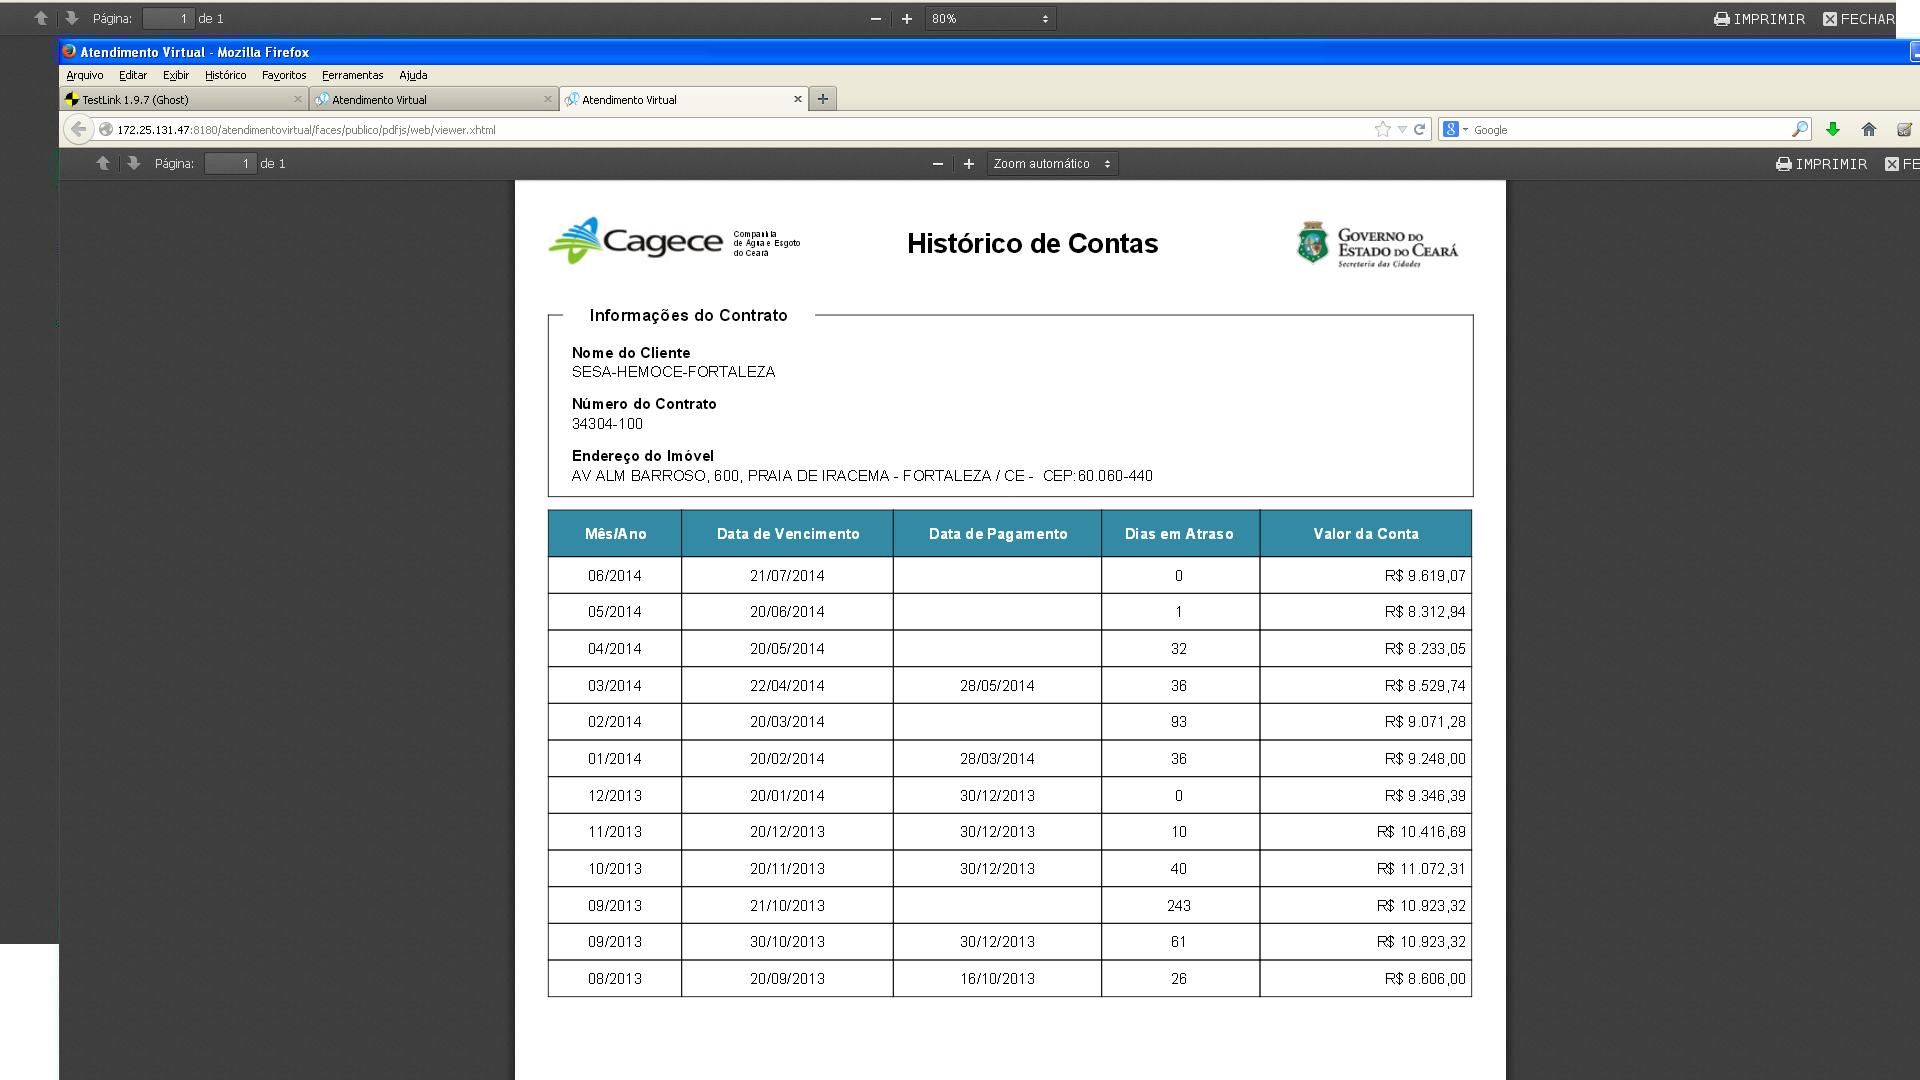 Página: 1 de 1 80% IMPRIMIR FECHAR
Atendimento Virtual - Mozilla Firefox
Arquivo Editar Exibir Histórico Favoritos Ferramentas Ajuda
TestLink 1.9.7 (Ghost) Atendimento Virtual Atendimento Virtual
172.25.131.47:8180/atendimentovirtual/faces/publico/pdfjs/web/viewer.xhtml Google
Página: 1 de 1 Zoom automático IMPRIMIR FE
Cagece
Companhia
de Água e Esgoto
do Ceará
Histórico de Contas
GOVERNO DO
ESTADO DO CEARÁ
Secretaria das Cidades
Informações do Contrato
Nome do Cliente
SESA-HEMOCE-FORTALEZA
Número do Contrato
34304-100
Endereço do Imóvel
AV ALM BARROSO, 600, PRAIA DE IRACEMA - FORTALEZA / CE - CEP:60.060-440
Mês/Ano Data de Vencimento Data de Pagamento Dias em Atraso Valor da Conta
06/2014 21/07/2014 0 R$ 9.619,07
05/2014 20/06/2014 1 R$ 8.312,94
04/2014 20/05/2014 32 R$ 8.233,05
03/2014 22/04/2014 28/05/2014 36 R$ 8.529,74
02/2014 20/03/2014 93 R$ 9.071,28
01/2014 20/02/2014 28/03/2014 36 R$ 9.248,00
12/2013 20/01/2014 30/12/2013 0 R$ 9.346,39
11/2013 20/12/2013 30/12/2013 10 R$ 10.416,69
10/2013 20/11/2013 30/12/2013 40 R$ 11.072,31
09/2013 21/10/2013 243 R$ 10.923,32
09/2013 30/10/2013 30/12/2013 61 R$ 10.923,32
08/2013 20/09/2013 16/10/2013 26 R$ 8.606,00